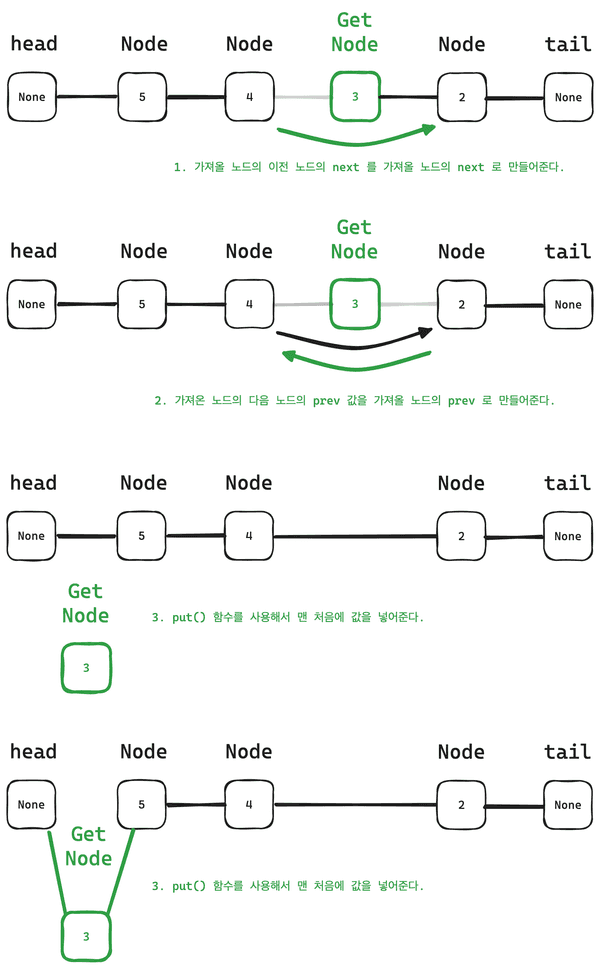 Get
head Node Node Node Node tail
None 5 4 3 2 None
1. 가져올 노드의 이전 노드의 next 를 가져올 노드의 next 로 만들어준다.
Get
head Node Node Node Node tail
None 5 4 3 2 None
2. 가져온 노드의 다음 노드의 prev 값을 가져올 노드의 prev 로 만들어준다.
head Node Node Node tail
None 5 4 2 None
Get
Node
3. put() 함수를 사용해서 맨 처음에 값을 넣어준다.
3
head Node Node Node tail
None 5 4 2 None
Get
Node
3. put() 함수를 사용해서 맨 처음에 값을 넣어준다.
3